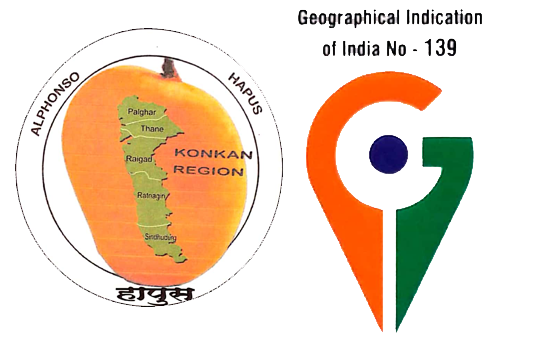 ALPHONSO
HAPUS
Palghar
Thane
Raigad
KONKAN
REGION
Ratnagiri
Sindhudurg
हापुस
Geographical Indication
of India No - 139